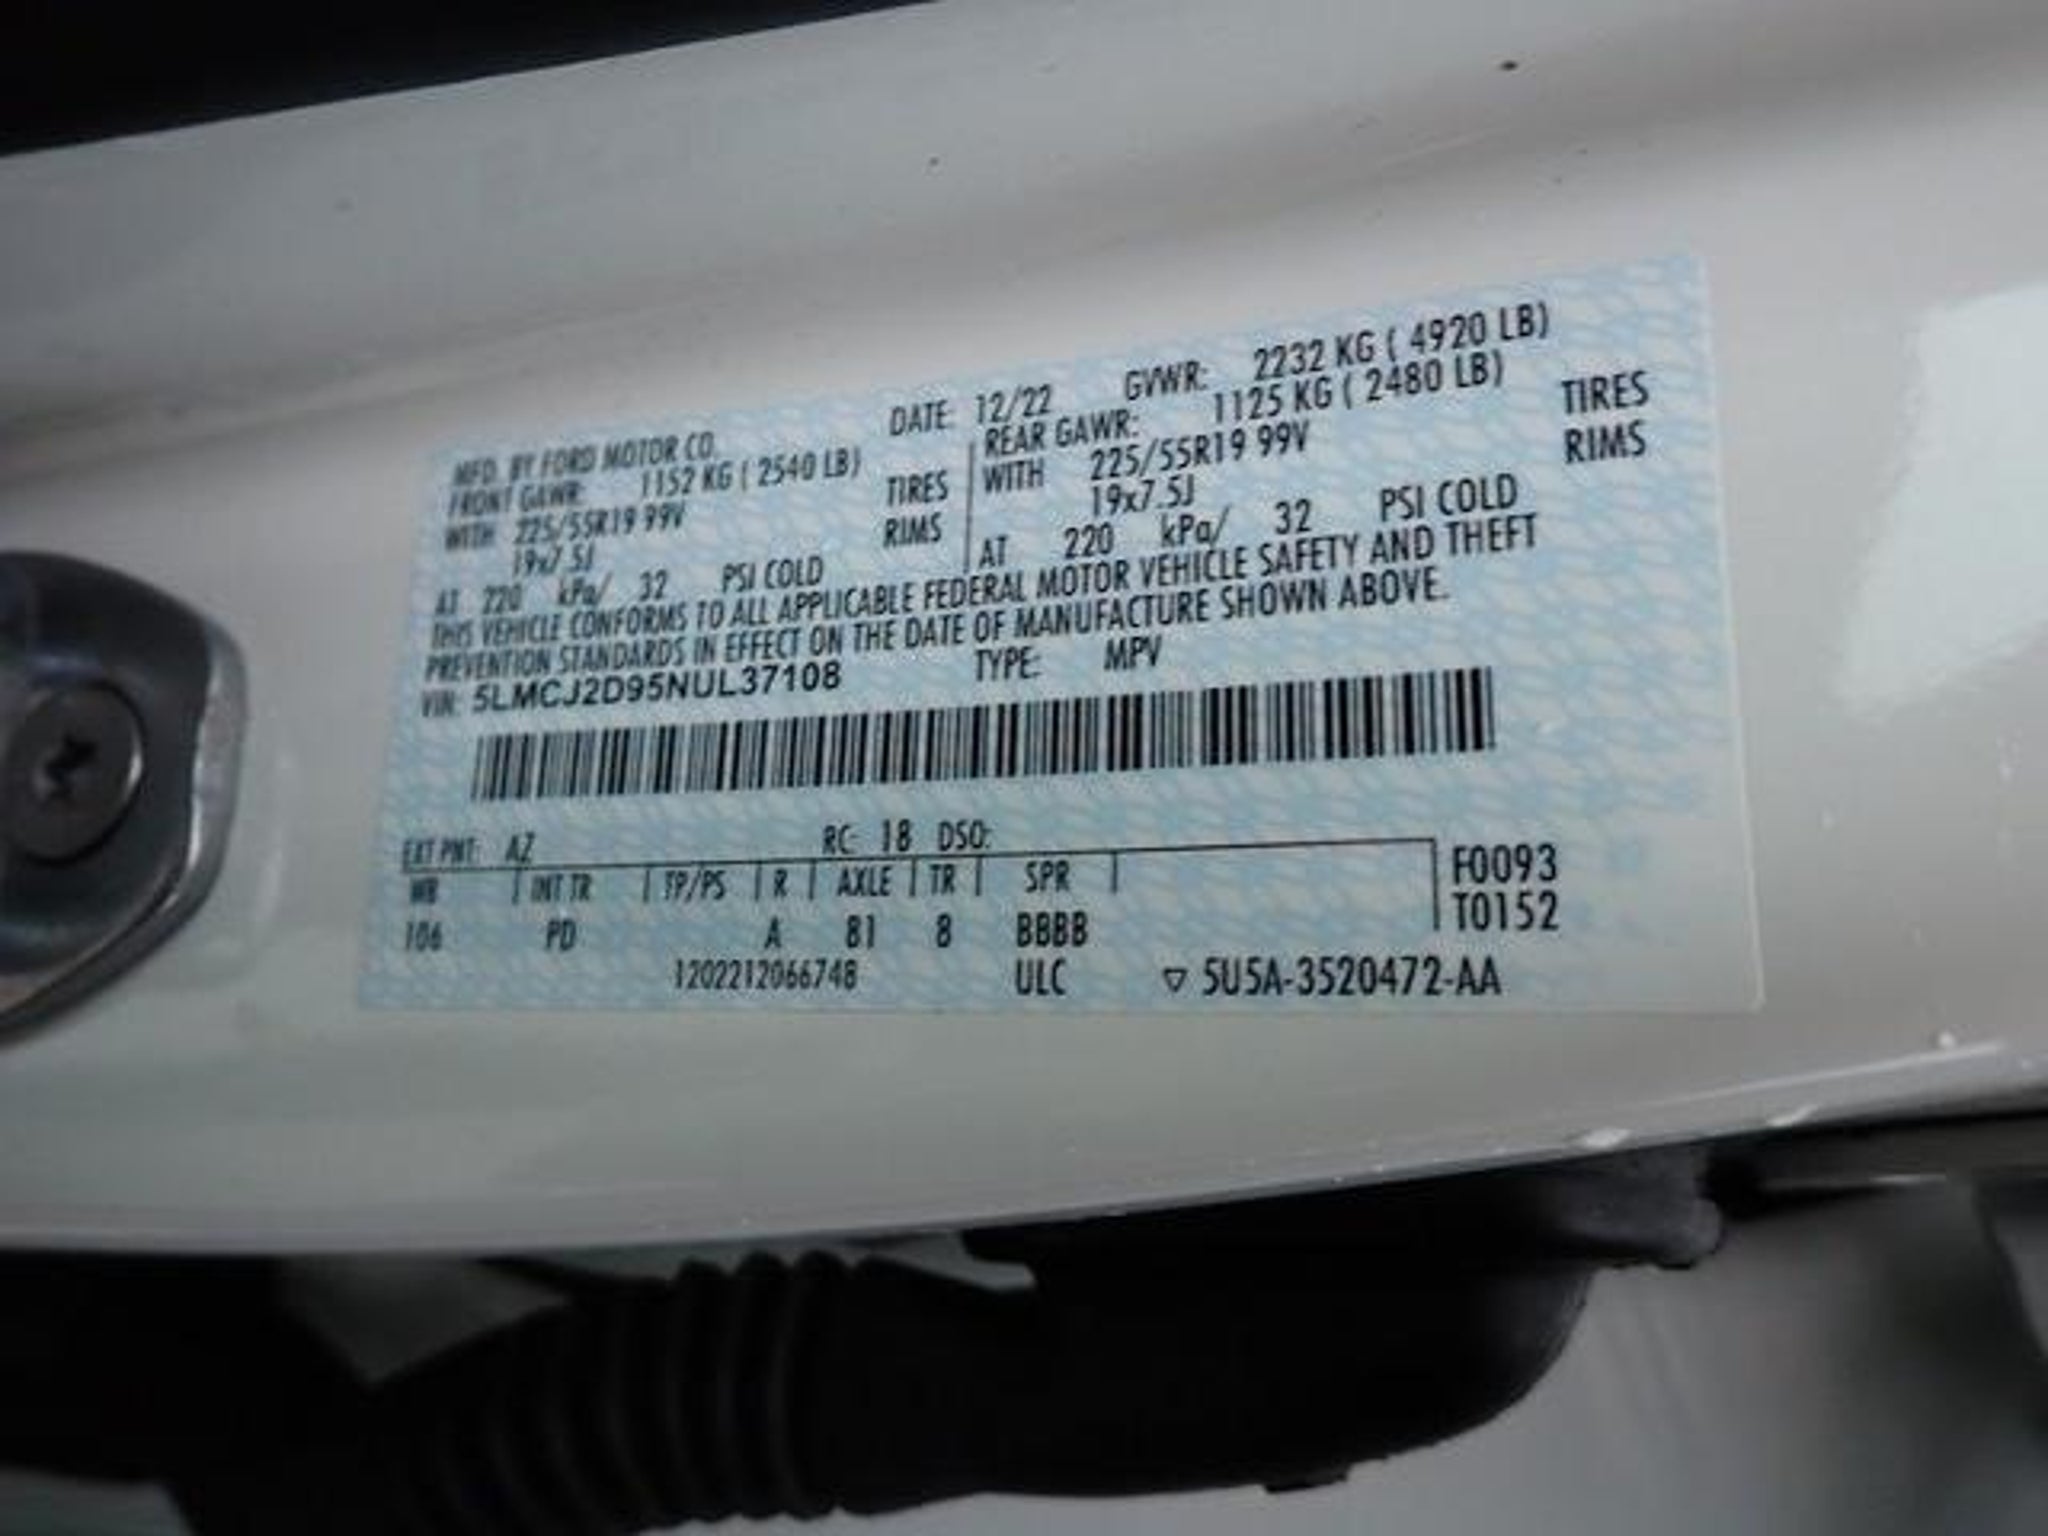 MFD. BY FORD MOTOR CO.
DATE: 12/22 GVWR: 2232 KG ( 4920 LB)
FRONT GAWR: 1152 KG ( 2540 LB)
WITH 225/55R19 99V TIRES
19x7.5J RIMS
AT 220 kPa/ 32 PSI COLD
REAR GAWR: 1125 KG ( 2480 LB)
WITH 225/55R19 99V TIRES
19x7.5J RIMS
AT 220 kPa/ 32 PSI COLD
THIS VEHICLE CONFORMS TO ALL APPLICABLE FEDERAL MOTOR VEHICLE SAFETY AND THEFT
PREVENTION STANDARDS IN EFFECT ON THE DATE OF MANUFACTURE SHOWN ABOVE.
VIN: 5LMCJ2D95NUL37108 TYPE: MPV
EXT PNT: AZ RC: 18 DSO:
WB INT TR TP/PS R AXLE TR SPR F0093
106 PD A 81 8 BBBB T0152
1202212066748 ULC ▽ 5U5A-3520472-AA